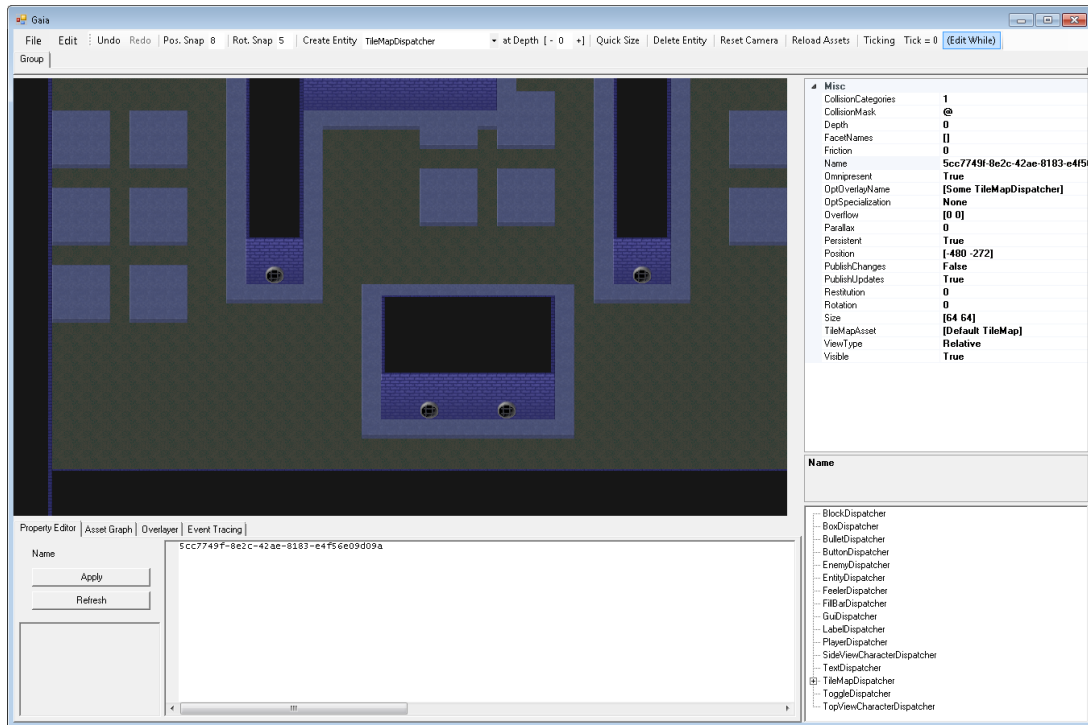 Gaia
File Edit Undo Redo Pos. Snap 8 Rot. Snap 5 Create Entity TileMapDispatcher at Depth [ - 0 +] Quick Size Delete Entity Reset Camera Reload Assets Ticking Tick = 0 (Edit While)
Group
Misc
CollisionCategories 1
CollisionMask @
Depth 0
FacetNames []
Friction 0
Name 5cc7749f-8e2c-42ae-8183-e4f56
Omnipresent True
OptOverlayName [Some TileMapDispatcher]
OptSpecialization None
Overflow [0 0]
Parallax 0
Persistent True
Position [-480 -272]
PublishChanges False
PublishUpdates True
Restitution 0
Rotation 0
Size [64 64]
TileMapAsset [Default TileMap]
ViewType Relative
Visible True
Name
Property Editor Asset Graph Overlayer Event Tracing
Name
Apply
Refresh
5cc7749f-8e2c-42ae-8183-e4f56e09d09a
BlockDispatcher
BoxDispatcher
BulletDispatcher
ButtonDispatcher
EnemyDispatcher
EntityDispatcher
FeelerDispatcher
FillBarDispatcher
GuiDispatcher
LabelDispatcher
PlayerDispatcher
SideViewCharacterDispatcher
TextDispatcher
TileMapDispatcher
ToggleDispatcher
TopViewCharacterDispatcher